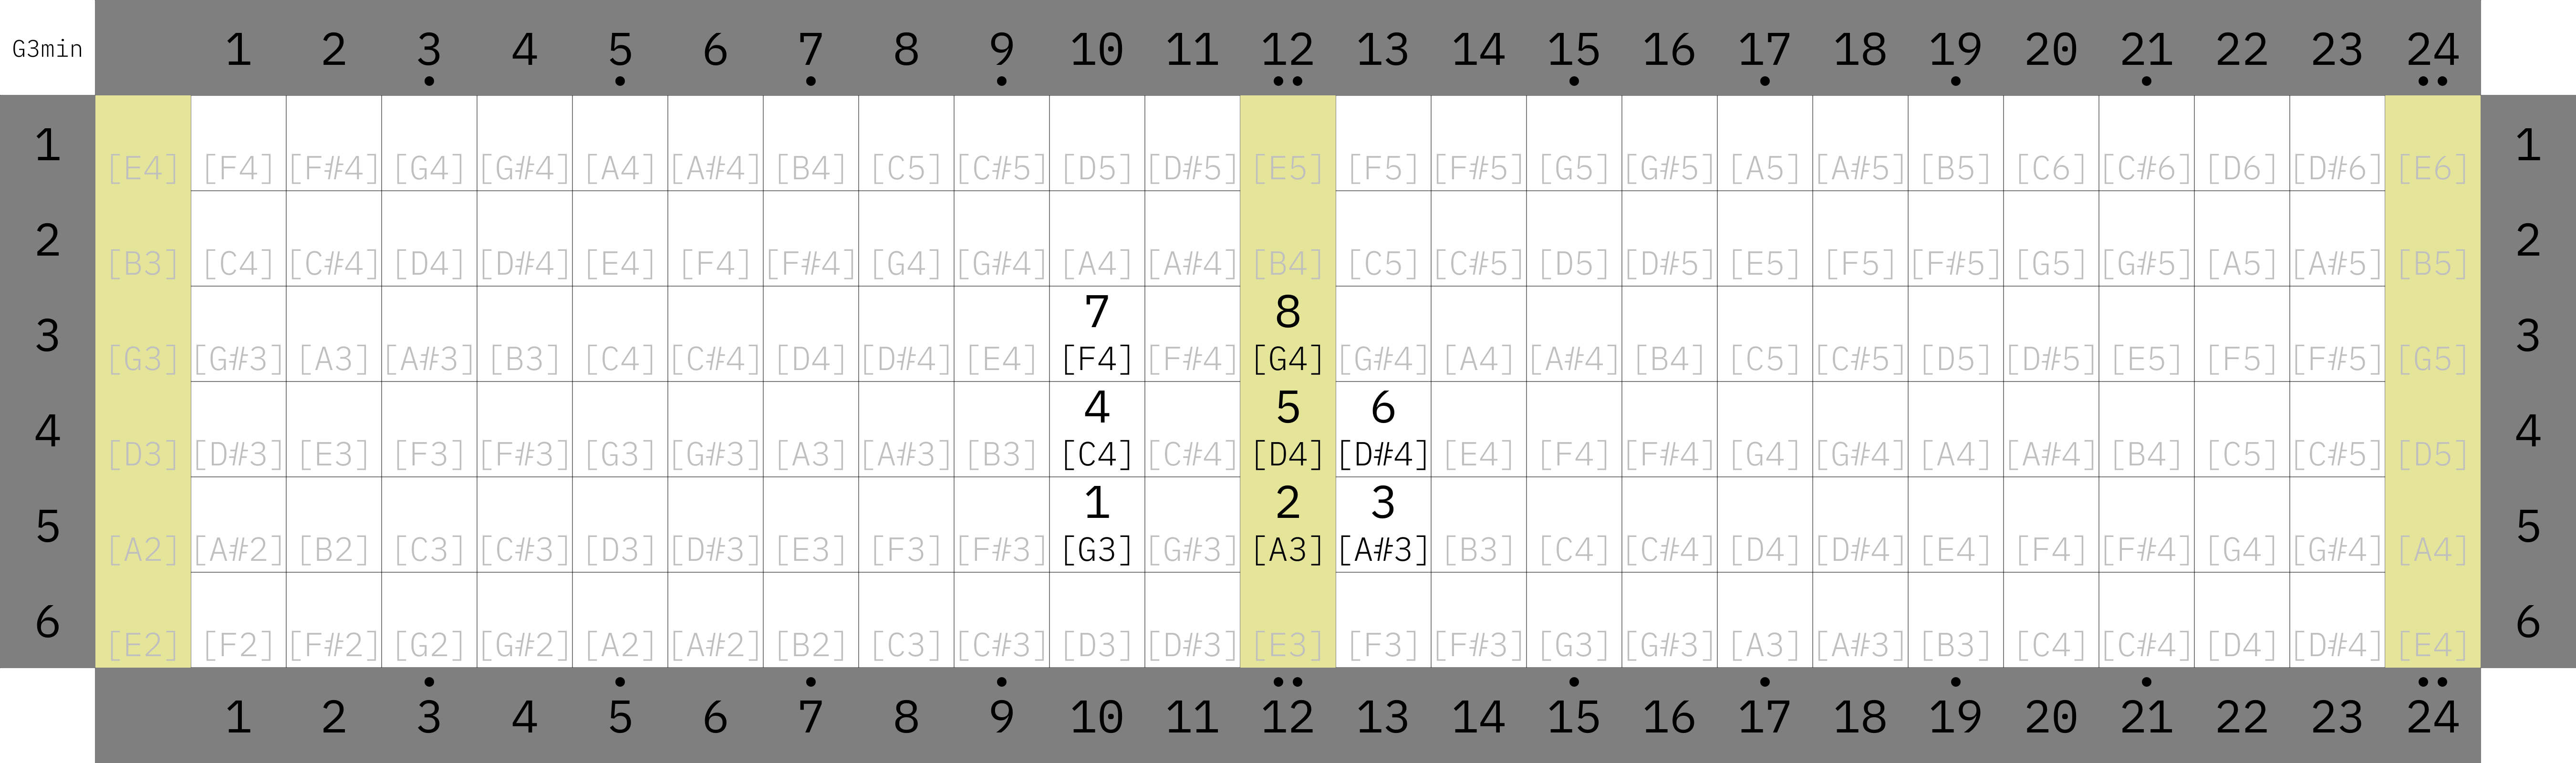 G3min 1 2 3 4 5 6 7 8 9 10 11 12 13 14 15 16 17 18 19 20 21 22 23 24
1 [E4] [F4] [F#4] [G4] [G#4] [A4] [A#4] [B4] [C5] [C#5] [D5] [D#5] [E5] [F5] [F#5] [G5] [G#5] [A5] [A#5] [B5] [C6] [C#6] [D6] [D#6] [E6] 1
2 [B3] [C4] [C#4] [D4] [D#4] [E4] [F4] [F#4] [G4] [G#4] [A4] [A#4] [B4] [C5] [C#5] [D5] [D#5] [E5] [F5] [F#5] [G5] [G#5] [A5] [A#5] [B5] 2
7 8
3 [G3] [G#3] [A3] [A#3] [B3] [C4] [C#4] [D4] [D#4] [E4] [F4] [F#4] [G4] [G#4] [A4] [A#4] [B4] [C5] [C#5] [D5] [D#5] [E5] [F5] [F#5] [G5] 3
4 5 6
4 [D3] [D#3] [E3] [F3] [F#3] [G3] [G#3] [A3] [A#3] [B3] [C4] [C#4] [D4] [D#4] [E4] [F4] [F#4] [G4] [G#4] [A4] [A#4] [B4] [C5] [C#5] [D5] 4
1 2 3
5 [A2] [A#2] [B2] [C3] [C#3] [D3] [D#3] [E3] [F3] [F#3] [G3] [G#3] [A3] [A#3] [B3] [C4] [C#4] [D4] [D#4] [E4] [F4] [F#4] [G4] [G#4] [A4] 5
6 [E2] [F2] [F#2] [G2] [G#2] [A2] [A#2] [B2] [C3] [C#3] [D3] [D#3] [E3] [F3] [F#3] [G3] [G#3] [A3] [A#3] [B3] [C4] [C#4] [D4] [D#4] [E4] 6
1 2 3 4 5 6 7 8 9 10 11 12 13 14 15 16 17 18 19 20 21 22 23 24